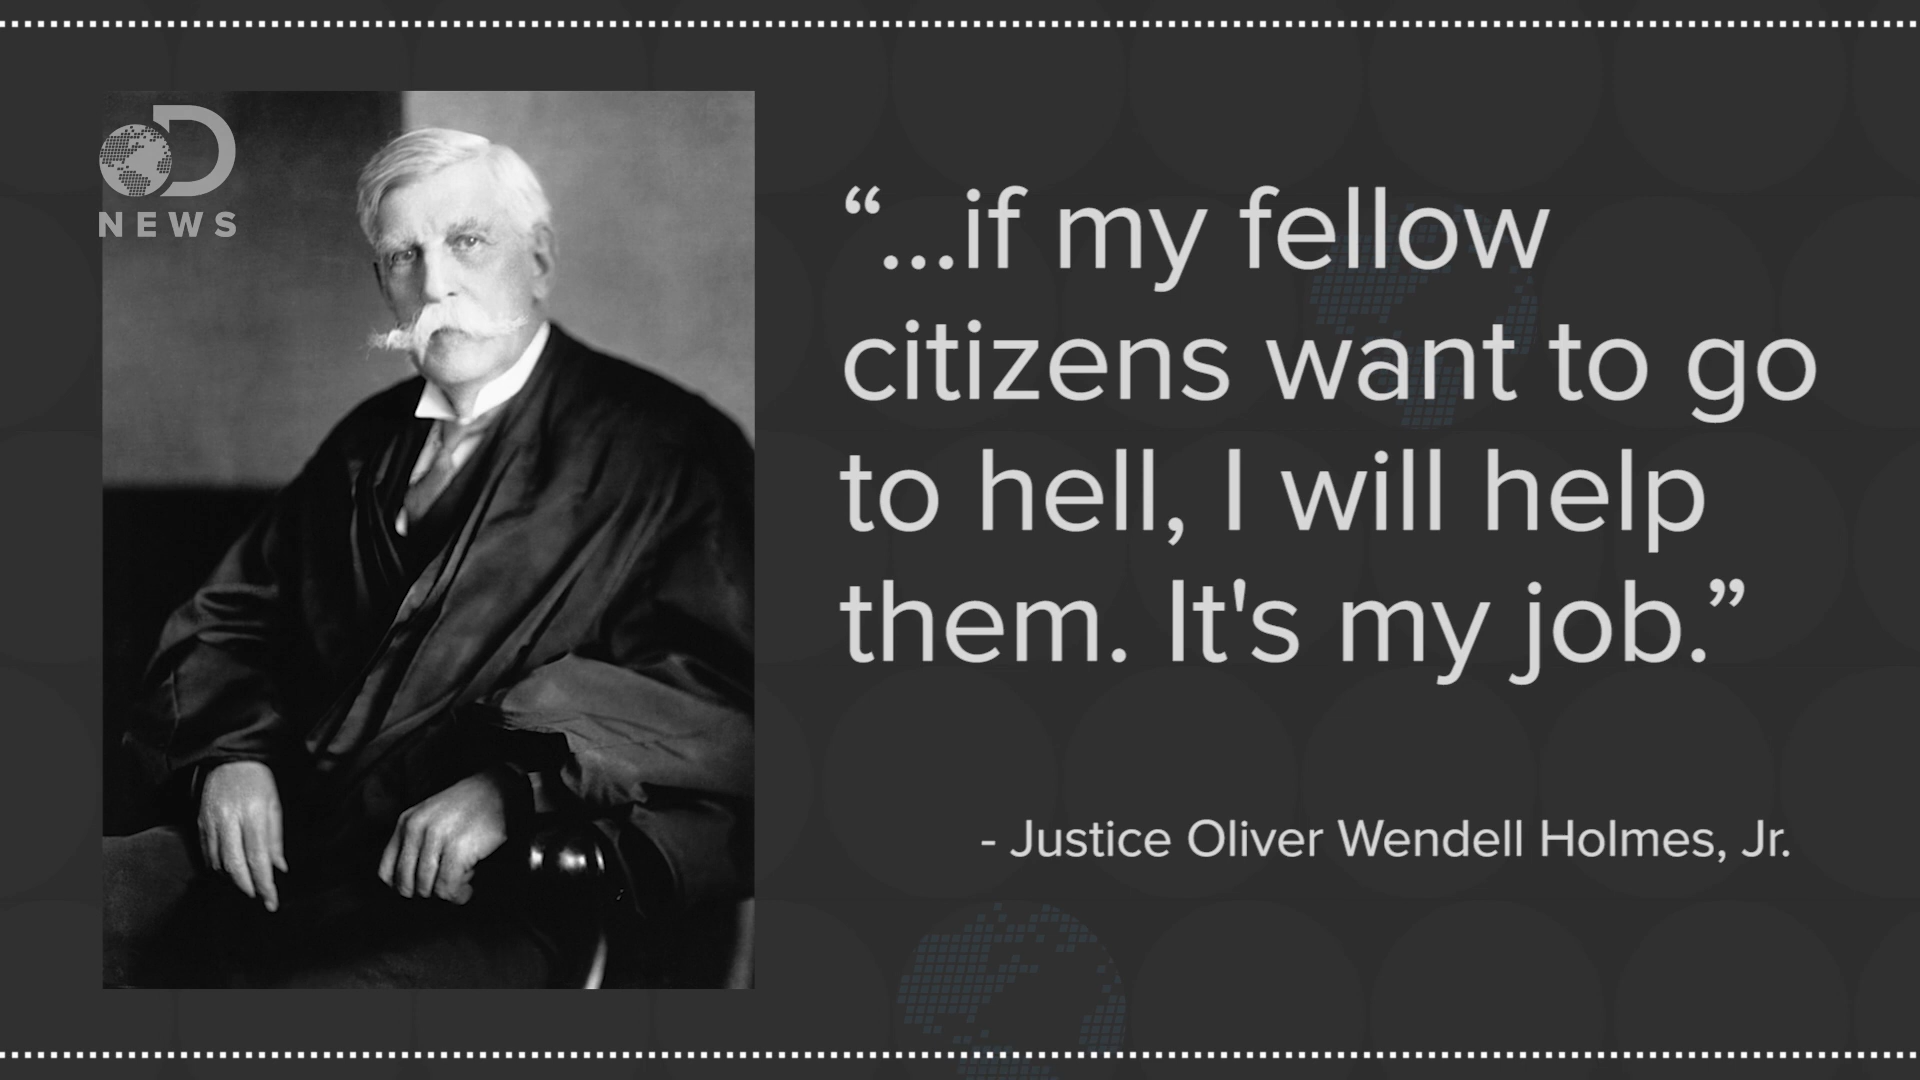 NEWS
“...if my fellow
citizens want to go
to hell, I will help
them. It's my job.”
- Justice Oliver Wendell Holmes, Jr.